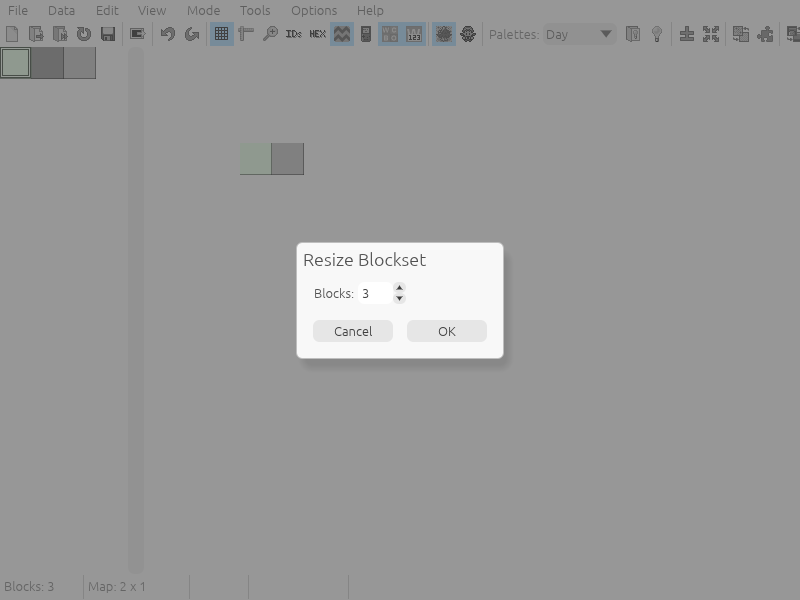 File Data Edit View Mode Tools Options Help
IDs HEX 123 Palettes: Day
Resize Blockset
Blocks: 3
Cancel OK
Blocks: 3 Map: 2 x 1